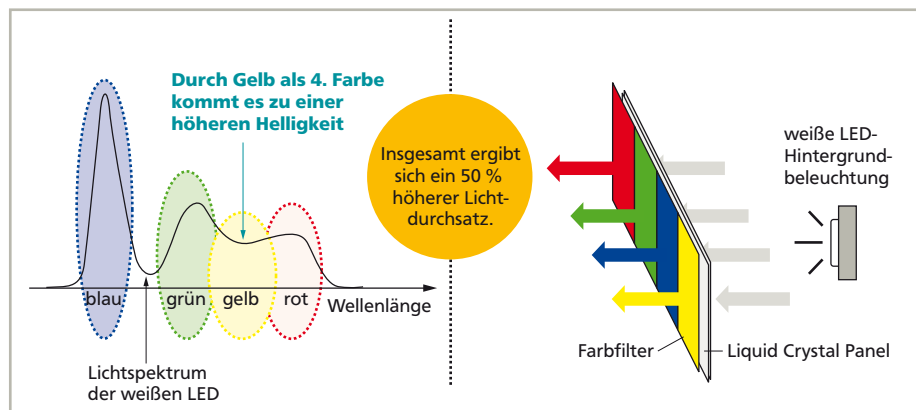 Durch Gelb als 4. Farbe
kommt es zu einer
höheren Helligkeit
blau
grün
gelb
rot
Wellenlänge
Lichtspektrum
der weißen LED
Insgesamt ergibt
sich ein 50 %
höherer Licht-
durchsatz.
weiße LED-
Hintergrund-
beleuchtung
Farbfilter
Liquid Crystal Panel